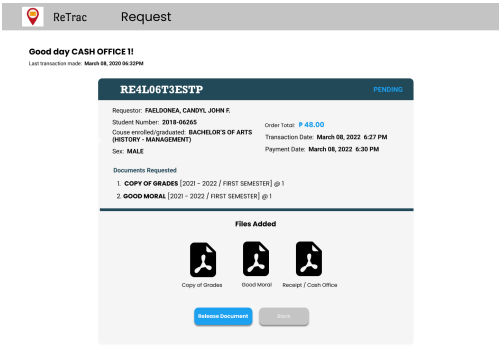 ReTrac Request
Good day CASH OFFICE 1!
Last transaction made: March 08, 2020 06:32PM
RE4L06T3ESTP PENDING
Requestor: FAELDONEA, CANDYL JOHN F.
Student Number: 2018-06265
Couse enrolled/graduated: BACHELOR'S OF ARTS
(HISTORY - MANAGEMENT)
Sex: MALE
Order Total: ₱ 48.00
Transaction Date: March 08, 2022 6:27 PM
Payment Date: March 08, 2022 6:30 PM
Documents Requested
1. COPY OF GRADES [2021 - 2022 / FIRST SEMESTER] @ 1
2. GOOD MORAL [2021 - 2022 / FIRST SEMESTER] @ 1
Files Added
Copy of Grades Good Moral Receipt / Cash Office
Release Document Back